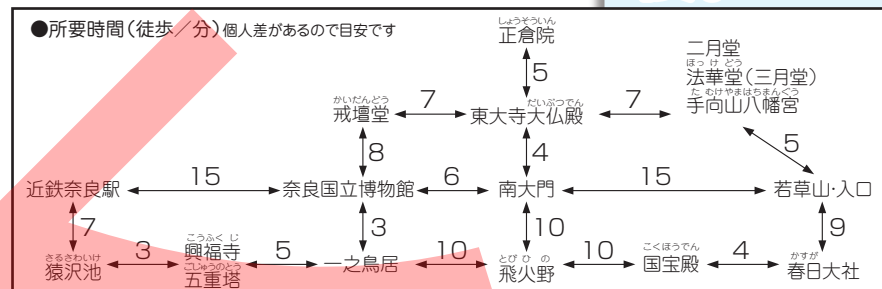 ●所要時間(徒歩／分)個人差があるので目安です
しょうそういん
正倉院
5
二月堂
ほっけどう
法華堂(三月堂)
たむけやまはちまんぐう
手向山八幡宮
かいだんどう
戒壇堂
7
だいぶつでん
東大寺大仏殿
7
5
8
4
近鉄奈良駅
15
奈良国立博物館
6
南大門
15
若草山・入口
7
3
10
9
さるさわいけ
猿沢池
3
こうふくじ
興福寺
ごじゅうのとう
五重塔
5
一之鳥居
10
とびひの
飛火野
10
こくほうでん
国宝殿
4
かすが
春日大社